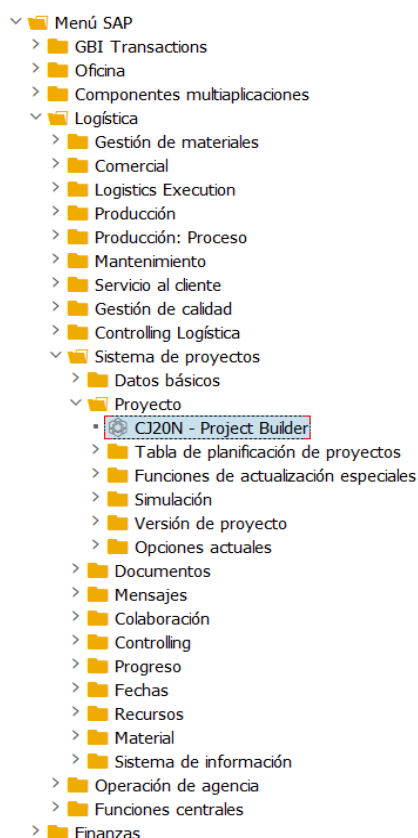 Menú SAP
GBI Transactions
Oficina
Componentes multiaplicaciones
Logística
Gestión de materiales
Comercial
Logistics Execution
Producción
Producción: Proceso
Mantenimiento
Servicio al cliente
Gestión de calidad
Controlling Logística
Sistema de proyectos
Datos básicos
Proyecto
CJ20N - Project Builder
Tabla de planificación de proyectos
Funciones de actualización especiales
Simulación
Versión de proyecto
Opciones actuales
Documentos
Mensajes
Colaboración
Controlling
Progreso
Fechas
Recursos
Material
Sistema de información
Operación de agencia
Funciones centrales
Finanzas